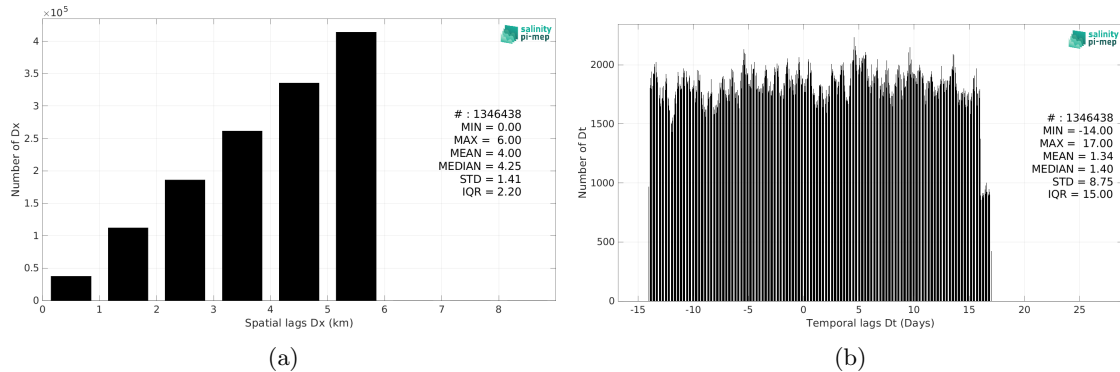 ×10⁵
4
3.5
3
2.5
2
1.5
1
0.5
0
Number of Dx
0 1 2 3 4 5 6 7 8
Spatial lags Dx (km)
salinity
pi-mep
# : 1346438
MIN = 0.00
MAX = 6.00
MEAN = 4.00
MEDIAN = 4.25
STD = 1.41
IQR = 2.20
(a)
2000
1500
1000
500
0
Number of Dt
-15 -10 -5 0 5 10 15 20 25
Temporal lags Dt (Days)
salinity
pi-mep
# : 1346438
MIN = -14.00
MAX = 17.00
MEAN = 1.34
MEDIAN = 1.40
STD = 8.75
IQR = 15.00
(b)